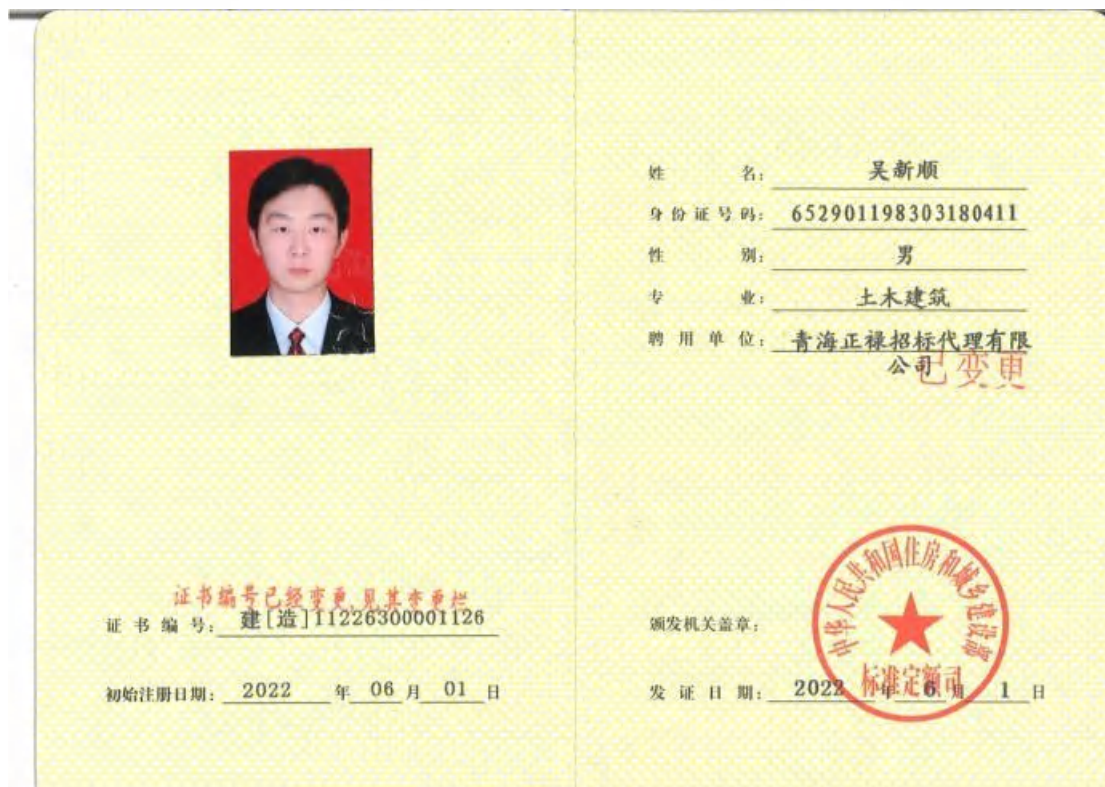 证书编号已经变更,见其变更栏
证书编号: 建[造]11226300001126
初始注册日期: 2022 年 06 月 01 日
姓名: 吴新顺
身份证号码: 652901198303180411
性别: 男
专业: 土木建筑
聘用单位: 青海正禄招标代理有限
公司 已变更
颁发机关盖章:
中华人民共和国住房和城乡建设部
标准定额司
发证日期: 2022 年 6 月 1 日